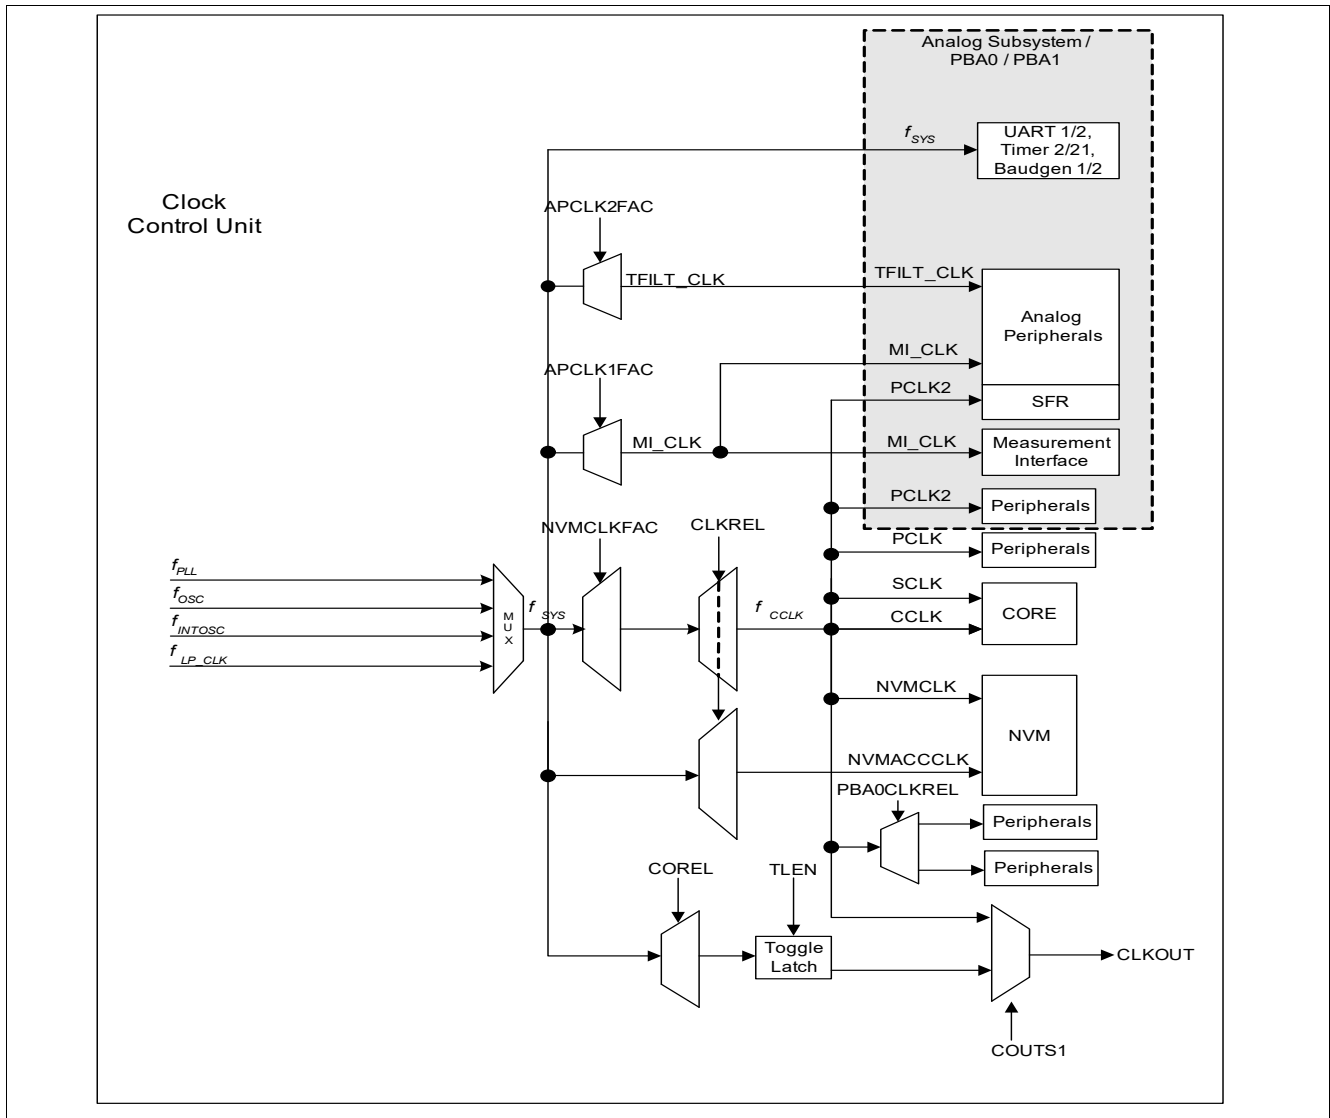 Analog Subsystem /
PBA0 / PBA1
fSYS
UART 1/2,
Timer 2/21,
Baudgen 1/2
Clock
Control Unit
APCLK2FAC
TFILT_CLK
TFILT_CLK
Analog
Peripherals
MI_CLK
APCLK1FAC
PCLK2
SFR
MI_CLK
MI_CLK
Measurement
Interface
PCLK2
Peripherals
NVMCLKFAC
CLKREL
PCLK
Peripherals
fPLL
fOSC
fINTOSC
fLP_CLK
MUX
fSYS
fCCLK
SCLK
CCLK
CORE
NVMCLK
NVM
NVMACCCLK
PBA0CLKREL
Peripherals
Peripherals
COREL
TLEN
Toggle
Latch
CLKOUT
COUTS1